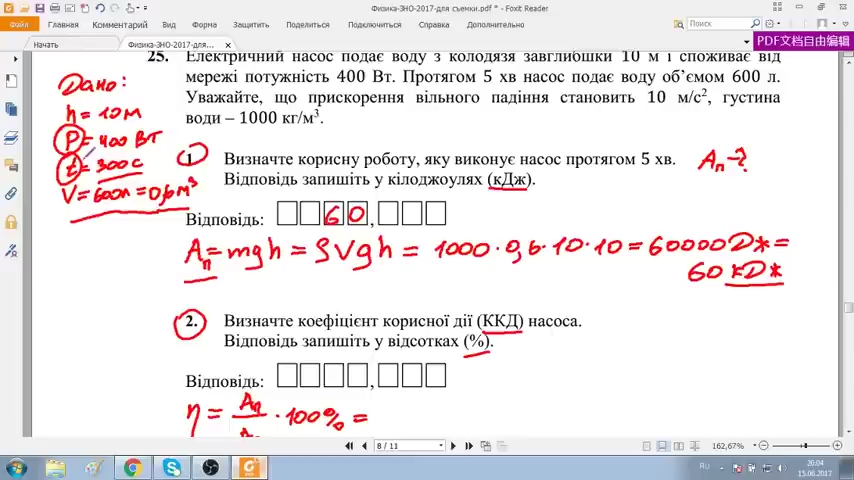 Физика-ЗНО-2017-для съемки.pdf * - Foxit Reader
Файл
Главная
Комментарий
Вид
Защитить
Поделиться
Подключиться
Справка
Дополнительно
Поиск
PDF文档自由编辑
Начать
Физика-ЗНО-2017-для...
25. Електричний насос подає воду з колодязя завглибшки 10 м і споживає від
мережі потужність 400 Вт. Протягом 5 хв насос подає воду об’ємом 600 л.
Уважайте, що прискорення вільного падіння становить 10 м/с², густина
води – 1000 кг/м³.
Дано:
h = 10м
P = 400 ВТ
t = 300 с
V = 600л = 0,6 м³
1 Визначте корисну роботу, яку виконує насос протягом 5 хв.
Відповідь запишіть у кілоджоулях (кДж).
Aп - ?
Відповідь: 6 0 ,
Aп = mgh = ρVgh = 1000 · 0,6 · 10 · 10 = 60000 Дж =
60 кДж
2. Визначте коефіцієнт корисної дії (ККД) насоса.
Відповідь запишіть у відсотках (%).
Відповідь: ,
η = Aп · 100% =
8 / 11
162,67%
RU
20:04
15.06.2017